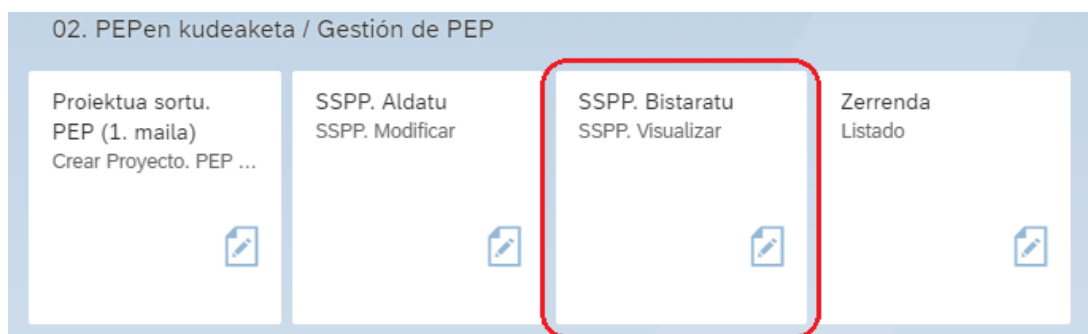 02. PEPen kudeaketa / Gestión de PEP
Proiektua sortu.
PEP (1. maila)
Crear Proyecto. PEP ...
SSPP. Aldatu
SSPP. Modificar
SSPP. Bistaratu
SSPP. Visualizar
Zerrenda
Listado